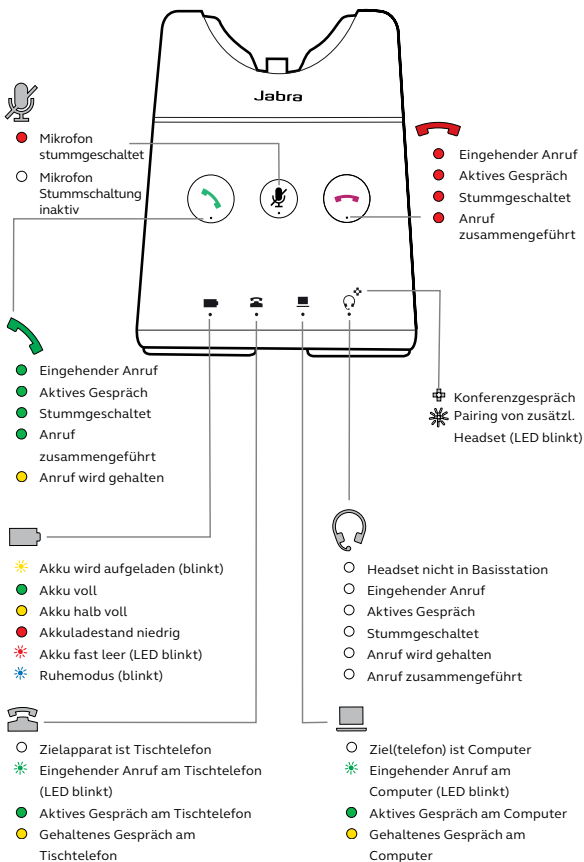 Jabra
Mikrofon
stummgeschaltet
Mikrofon
Stummschaltung
inaktiv
Eingehender Anruf
Aktives Gespräch
Stummgeschaltet
Anruf
zusammengeführt
Eingehender Anruf
Aktives Gespräch
Stummgeschaltet
Anruf
zusammengeführt
Anruf wird gehalten
Konferenzgespräch
Pairing von zusätzl.
Headset (LED blinkt)
Akku wird aufgeladen (blinkt)
Akku voll
Akku halb voll
Akkuladestand niedrig
Akku fast leer (LED blinkt)
Ruhemodus (blinkt)
Headset nicht in Basisstation
Eingehender Anruf
Aktives Gespräch
Stummgeschaltet
Anruf wird gehalten
Anruf zusammengeführt
Zielapparat ist Tischtelefon
Eingehender Anruf am Tischtelefon
(LED blinkt)
Aktives Gespräch am Tischtelefon
Gehaltenes Gespräch am
Tischtelefon
Ziel(telefon) ist Computer
Eingehender Anruf am
Computer (LED blinkt)
Aktives Gespräch am Computer
Gehaltenes Gespräch am
Computer